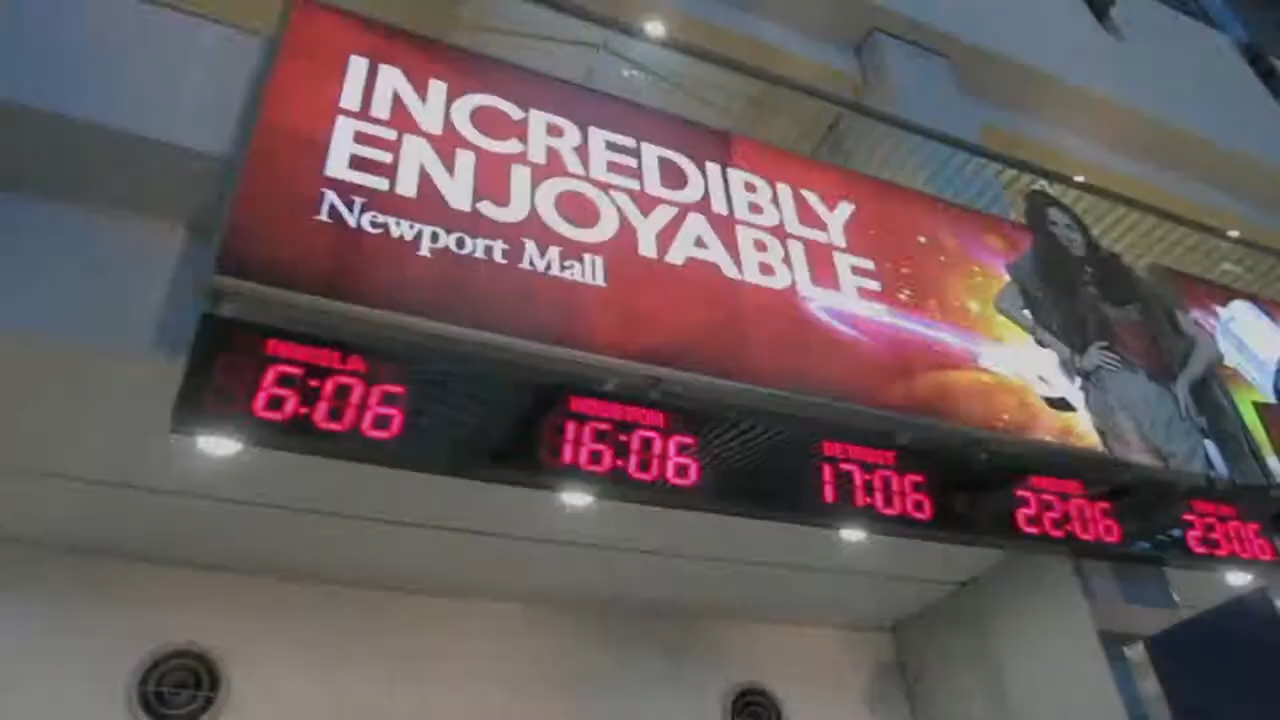 INCREDIBLY
ENJOYABLE
Newport Mall
MANILA
6:06
HOUSTON
16:06
DETROIT
17:06
22:06
23:06